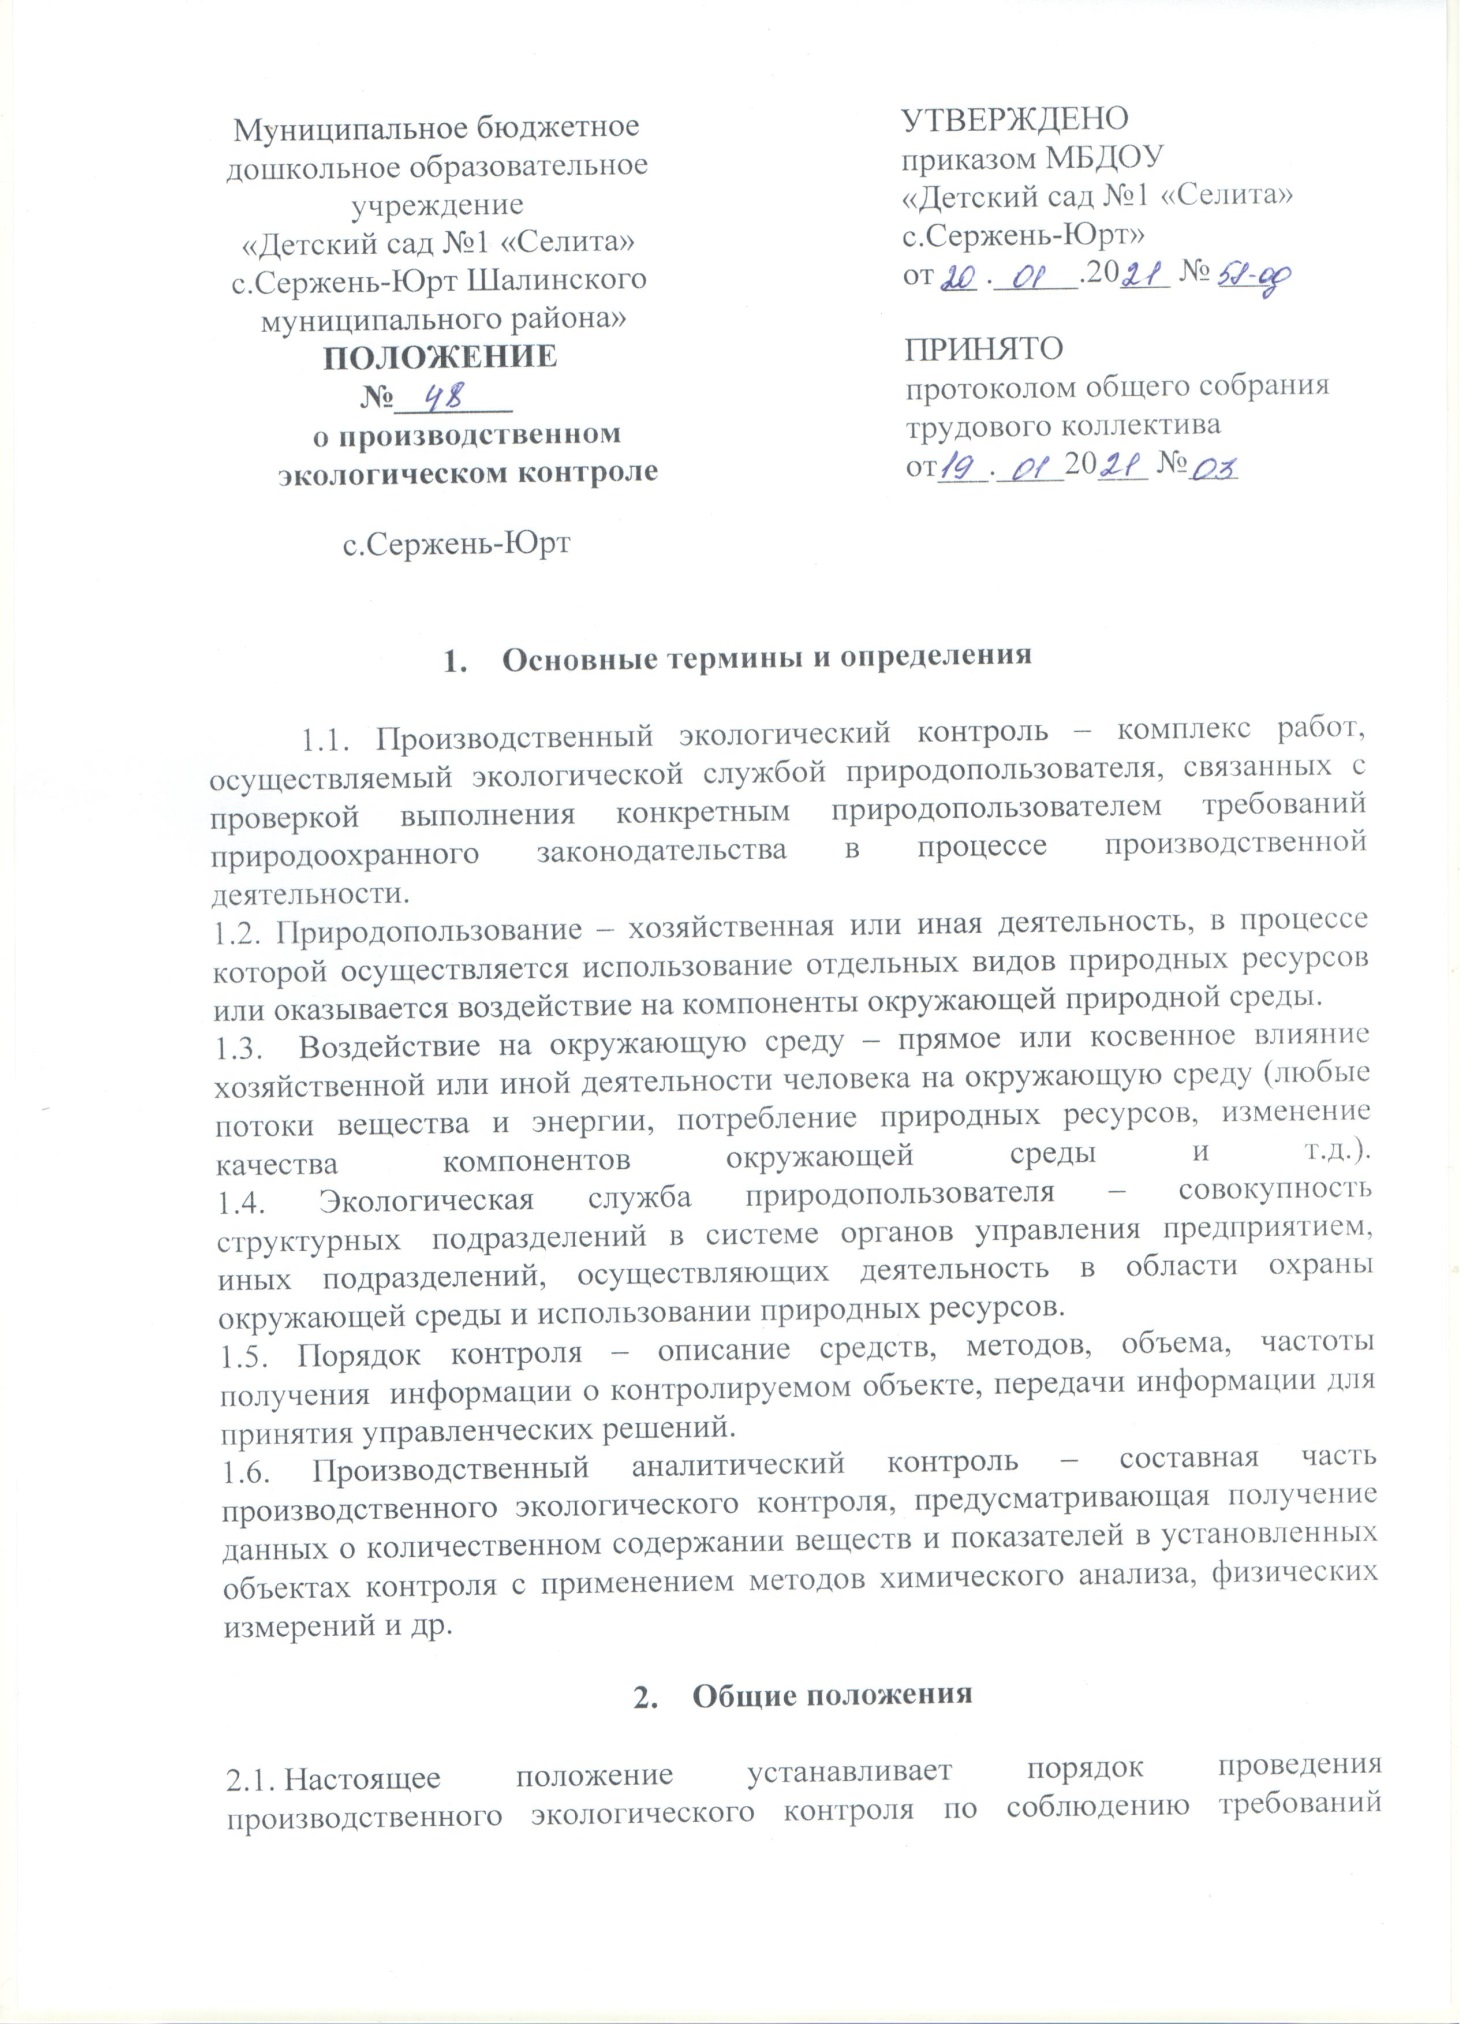 Муниципальное бюджетное
дошкольное образовательное
учреждение
«Детский сад №1 «Селита»
с.Сержень-Юрт Шалинского
муниципального района»
ПОЛОЖЕНИЕ
№ 48
о производственном
экологическом контроле
с.Сержень-Юрт
УТВЕРЖДЕНО
приказом МБДОУ
«Детский сад №1 «Селита»
с.Сержень-Юрт»
от 20 . 01 .2021 № 51-од
ПРИНЯТО
протоколом общего собрания
трудового коллектива
от 19 . 01 2021 № 03
1. Основные термины и определения
1.1. Производственный экологический контроль – комплекс работ,
осуществляемый экологической службой природопользователя, связанных с
проверкой выполнения конкретным природопользователем требований
природоохранного законодательства в процессе производственной
деятельности.
1.2. Природопользование – хозяйственная или иная деятельность, в процессе
которой осуществляется использование отдельных видов природных ресурсов
или оказывается воздействие на компоненты окружающей природной среды.
1.3. Воздействие на окружающую среду – прямое или косвенное влияние
хозяйственной или иной деятельности человека на окружающую среду (любые
потоки вещества и энергии, потребление природных ресурсов, изменение
качества компонентов окружающей среды и т.д.).
1.4. Экологическая служба природопользователя – совокупность
структурных подразделений в системе органов управления предприятием,
иных подразделений, осуществляющих деятельность в области охраны
окружающей среды и использовании природных ресурсов.
1.5. Порядок контроля – описание средств, методов, объема, частоты
получения информации о контролируемом объекте, передачи информации для
принятия управленческих решений.
1.6. Производственный аналитический контроль – составная часть
производственного экологического контроля, предусматривающая получение
данных о количественном содержании веществ и показателей в установленных
объектах контроля с применением методов химического анализа, физических
измерений и др.
2. Общие положения
2.1. Настоящее положение устанавливает порядок проведения
производственного экологического контроля по соблюдению требований